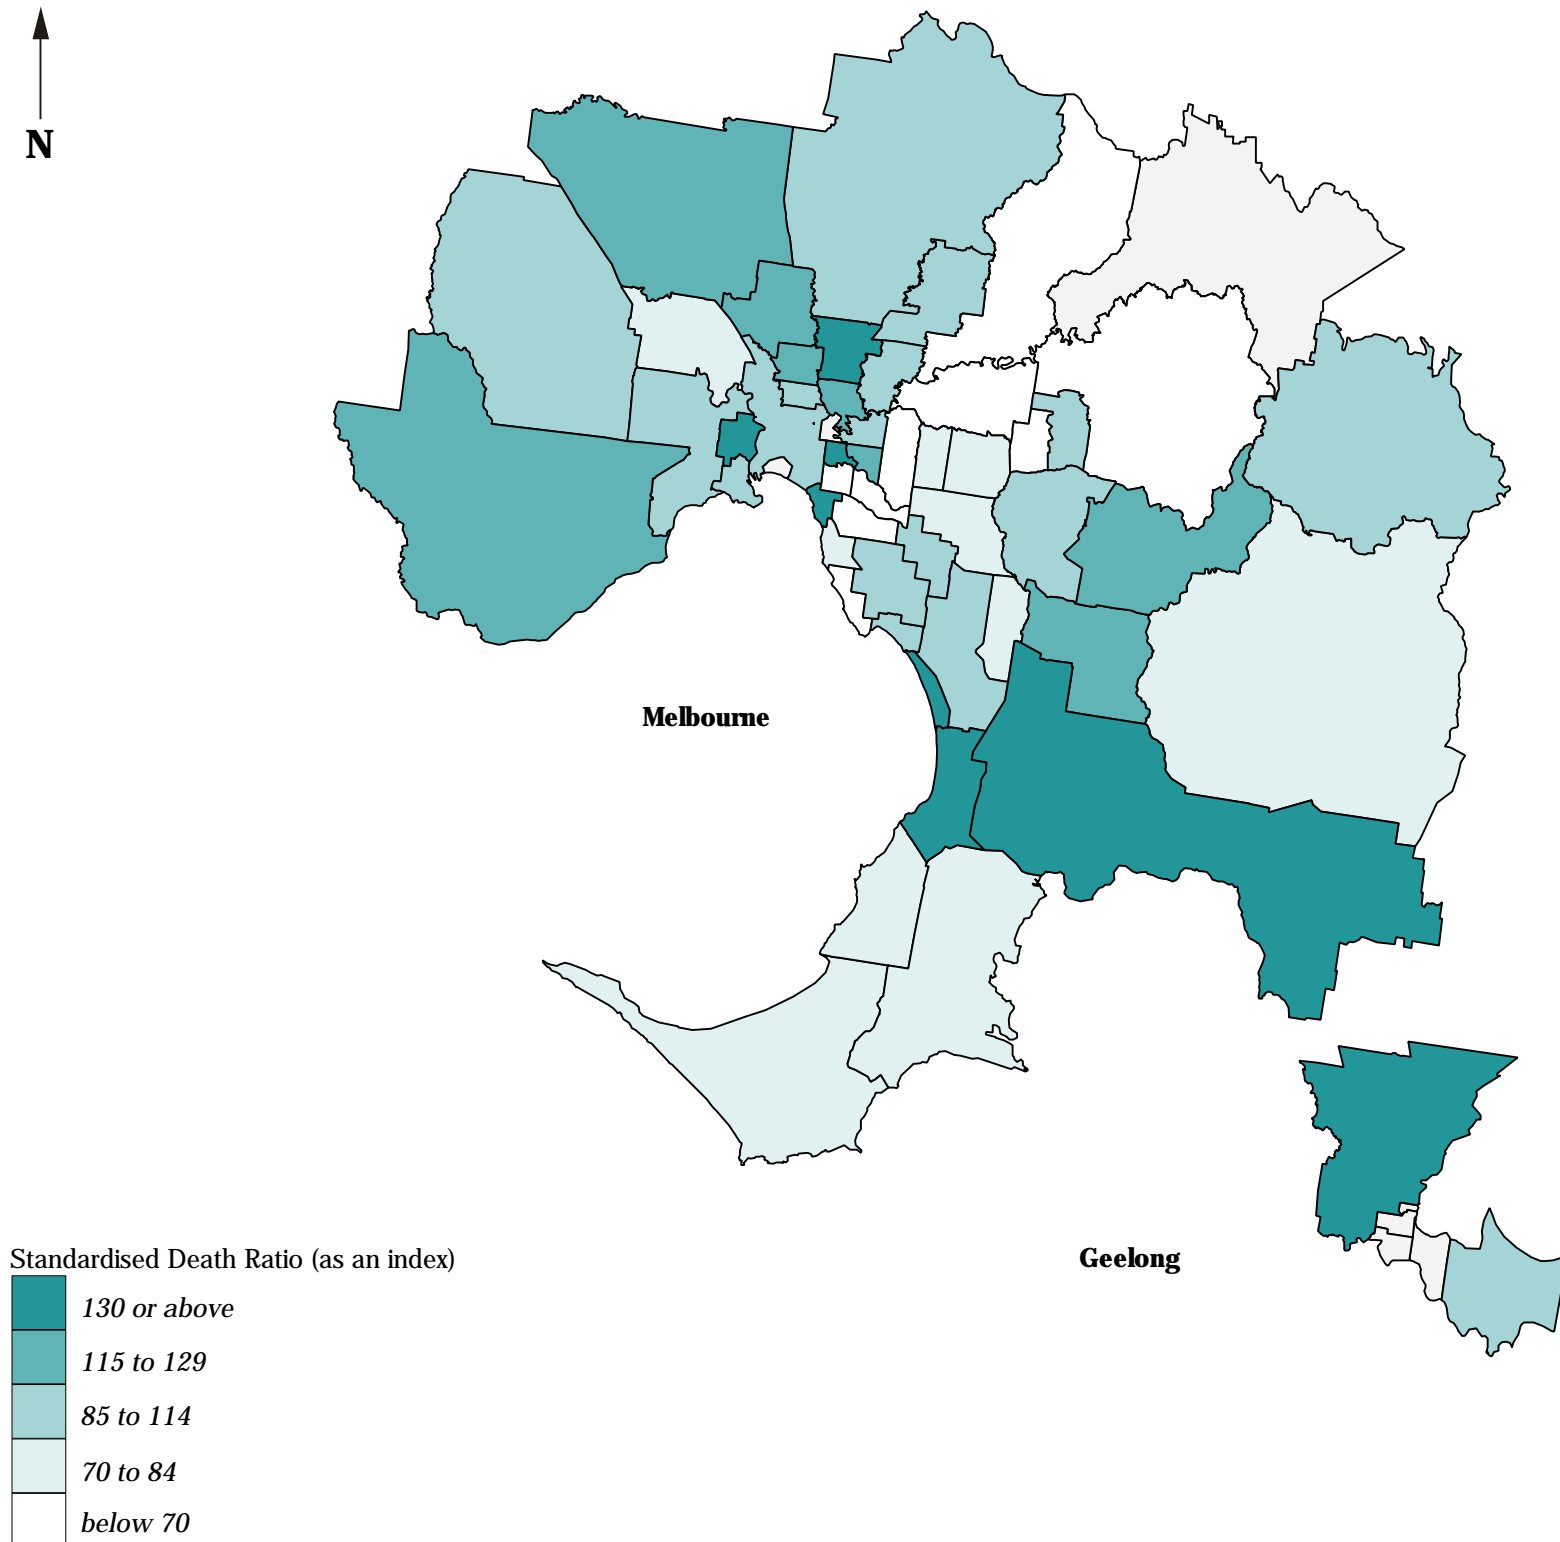 N
Melbourne
Geelong
Standardised Death Ratio (as an index)
130 or above
115 to 129
85 to 114
70 to 84
below 70